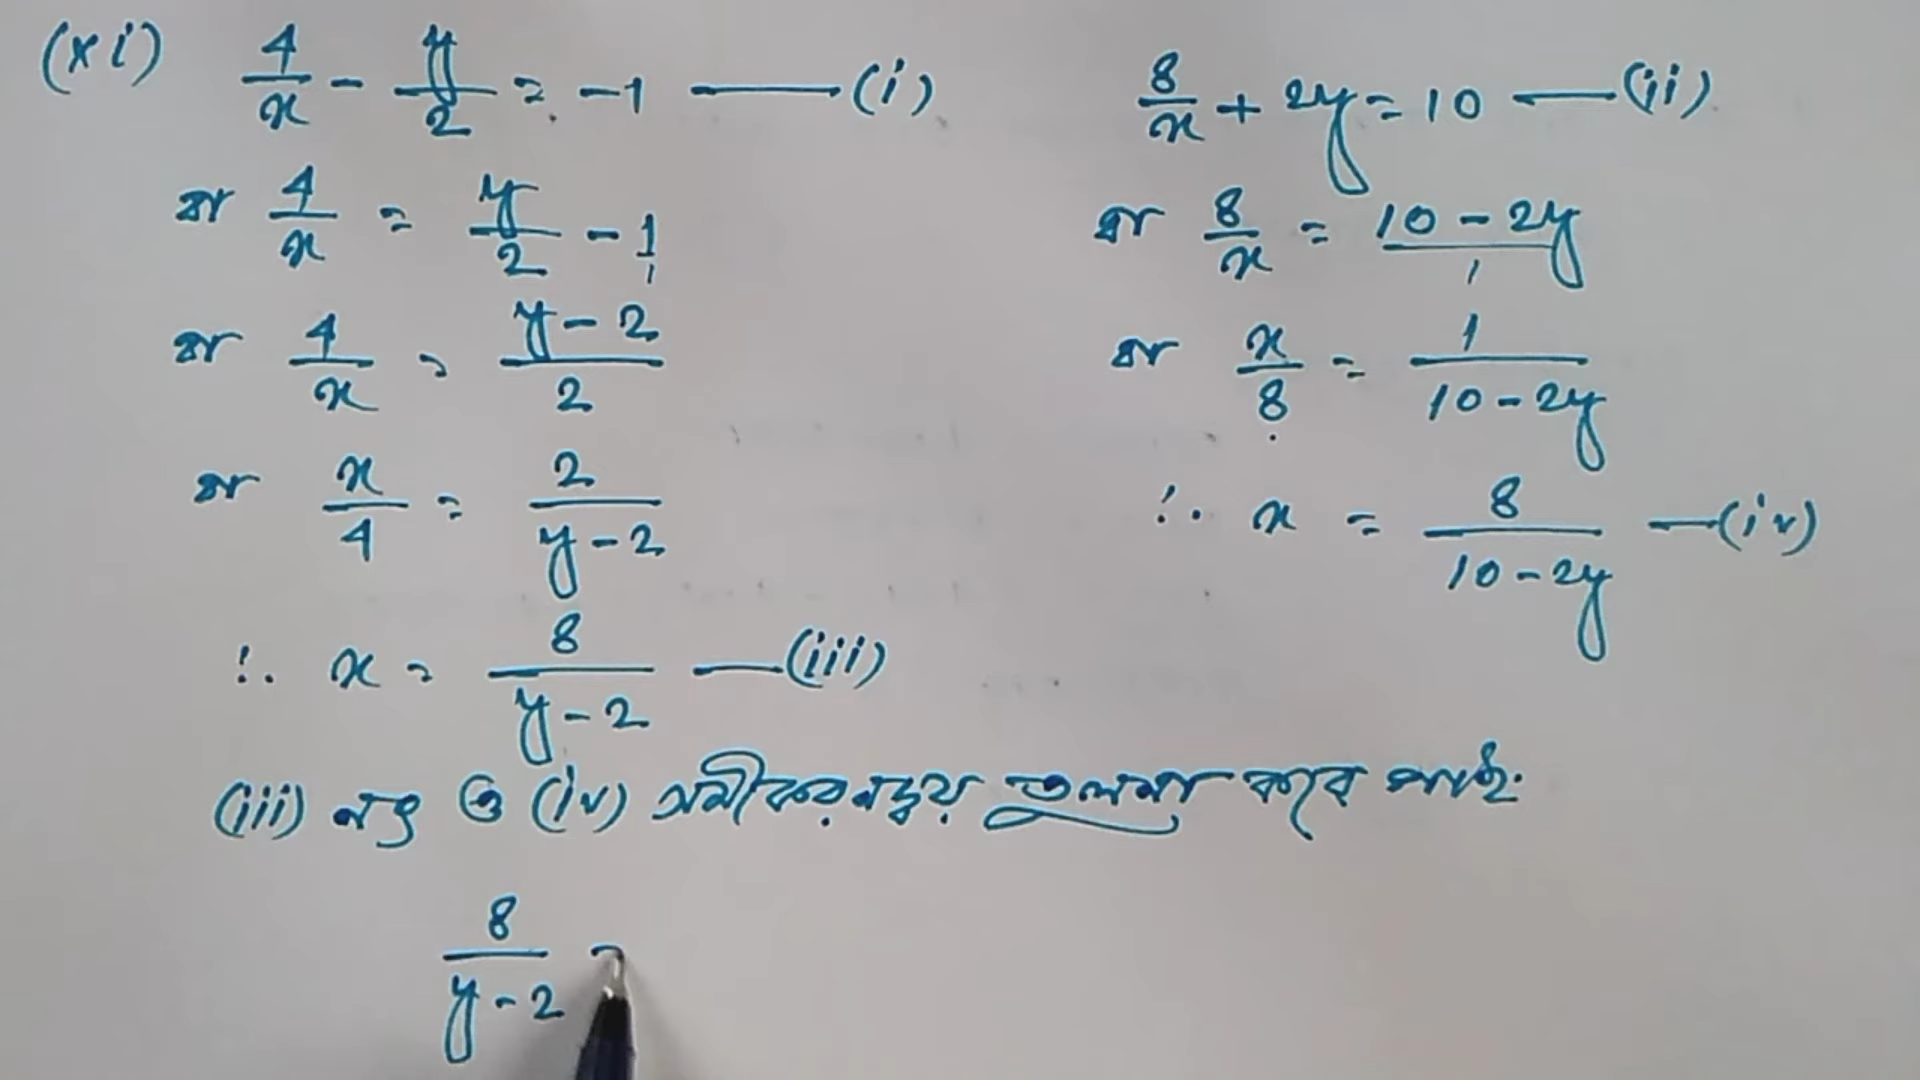 (xi) 4/x - y/2 = -1 —— (i)
বা 4/x = y/2 - 1/1
বা 4/x = (y-2)/2
বা x/4 = 2/(y-2)
∴ x = 8/(y-2) —— (iii)
8/x + 2y = 10 —— (ii)
বা 8/x = (10-2y)/1
বা x/8 = 1/(10-2y)
∴ x = 8/(10-2y) —— (iv)
(iii) নং ও (iv) সমীকরনদ্বয় তুলনা করে পাই
8/(y-2) =